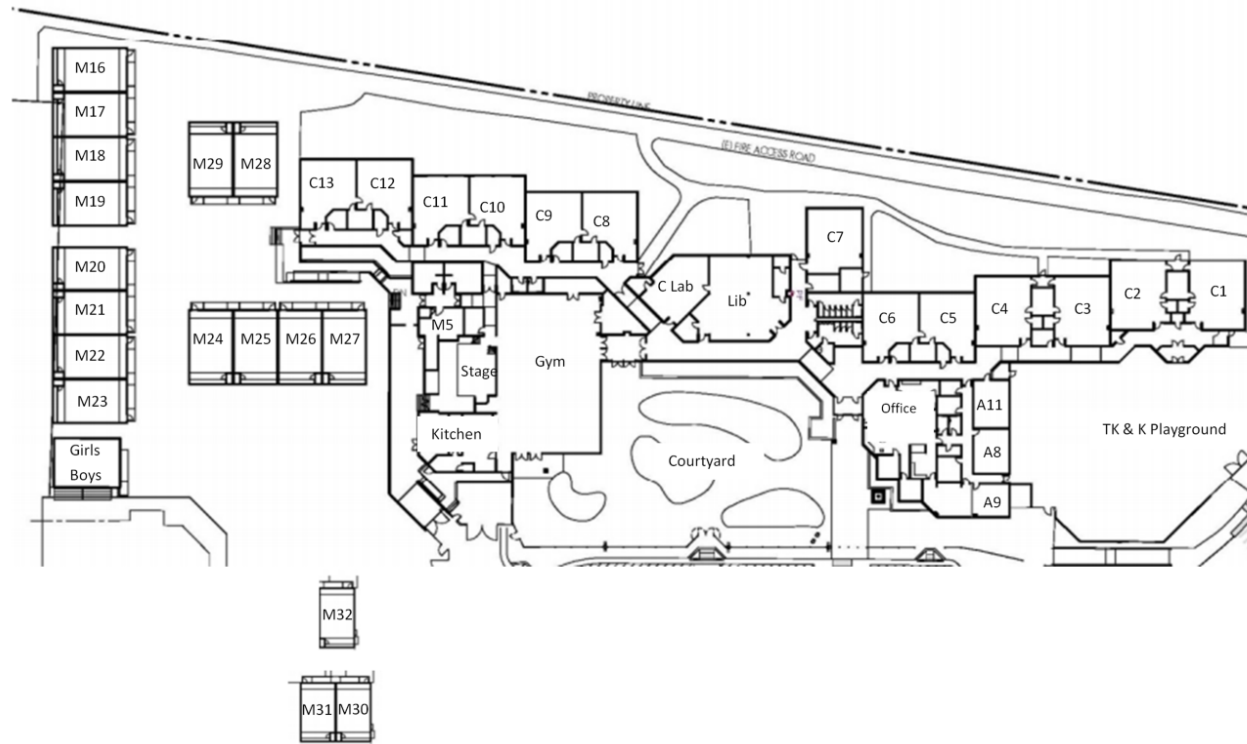 PROPERTY LINE
(E) FIRE ACCESS ROAD
M16
M17
M18
M19
M29
M28
C13
C12
C11
C10
C9
C8
C7
M20
M21
M22
M23
M24
M25
M26
M27
M5
Stage
Gym
Kitchen
C Lab
Lib
C6
C5
C4
C3
C2
C1
Girls
Boys
Courtyard
Office
A11
A8
A9
TK & K Playground
M32
M31
M30